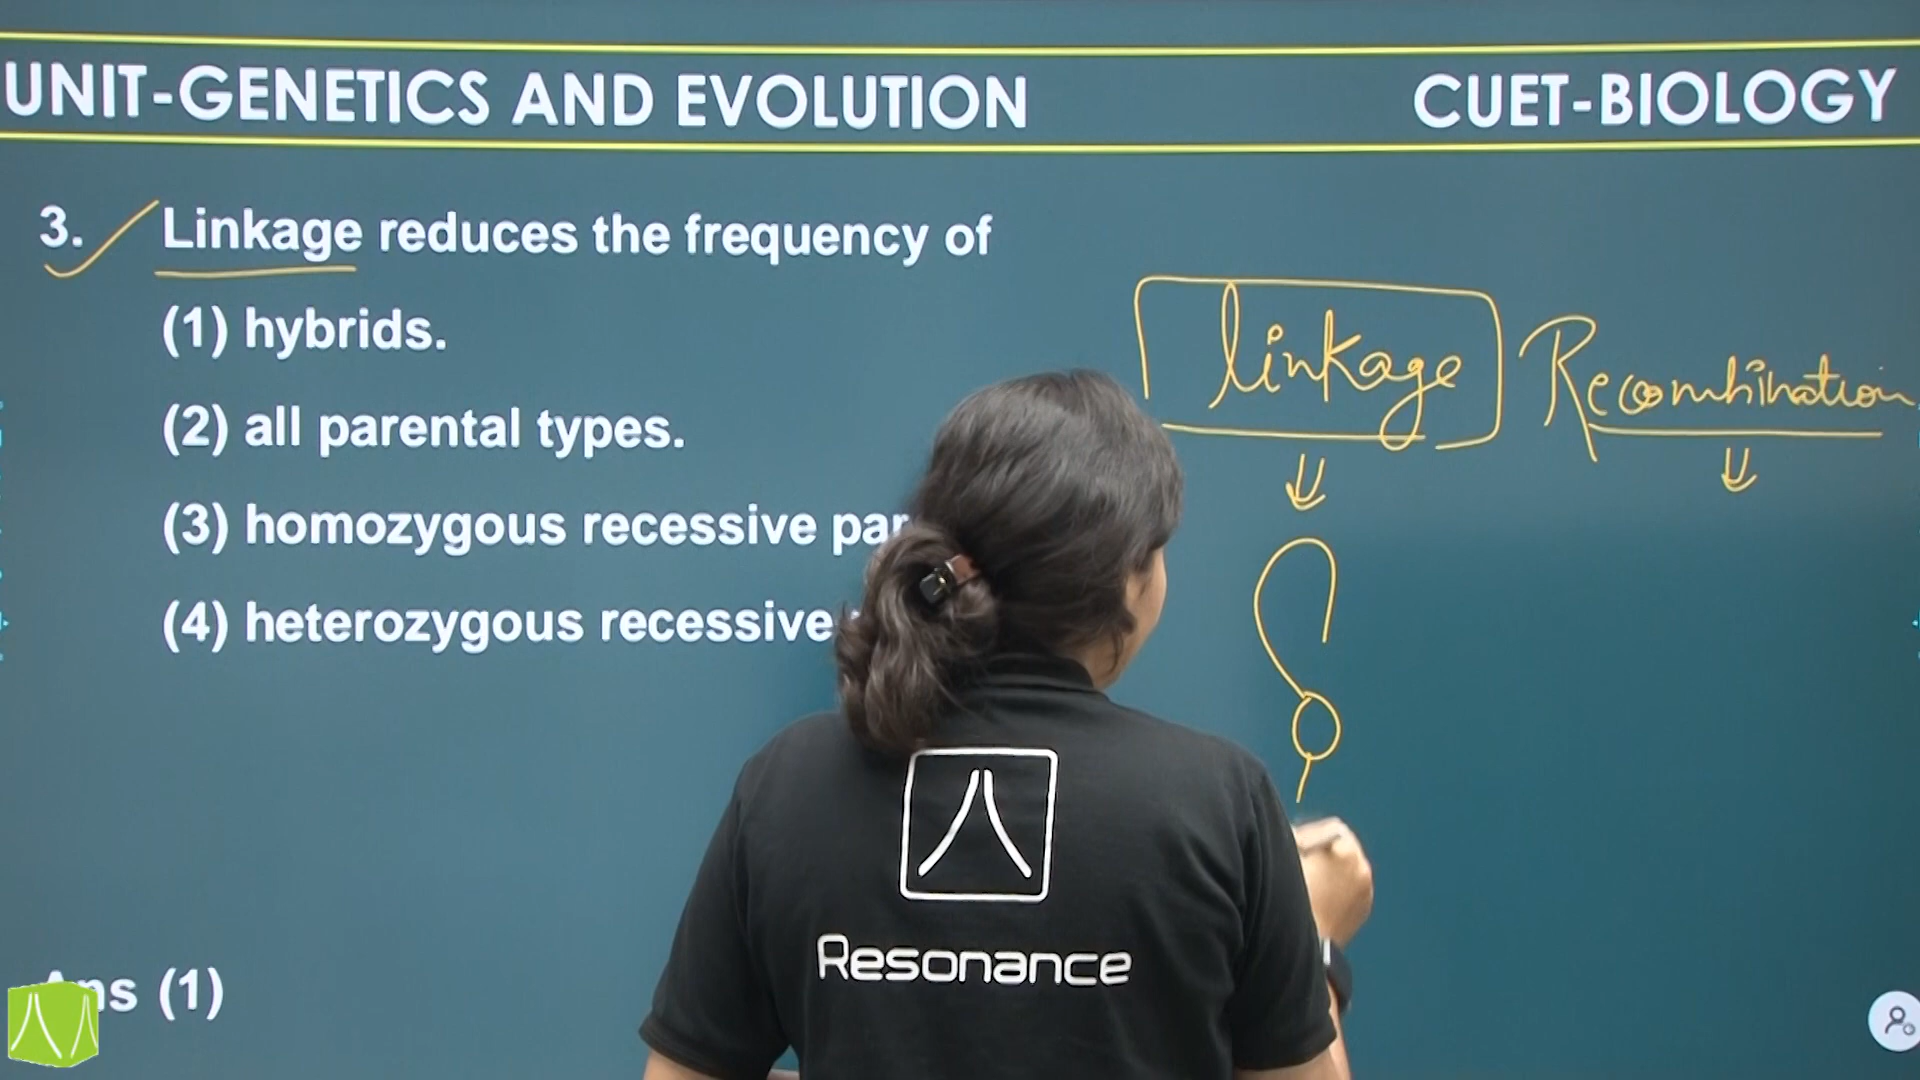 UNIT-GENETICS AND EVOLUTION CUET-BIOLOGY
3. Linkage reduces the frequency of
(1) hybrids.
(2) all parental types.
(3) homozygous recessive
(4) heterozygous recessive
linkage Recombination
Resonance
Ans (1)